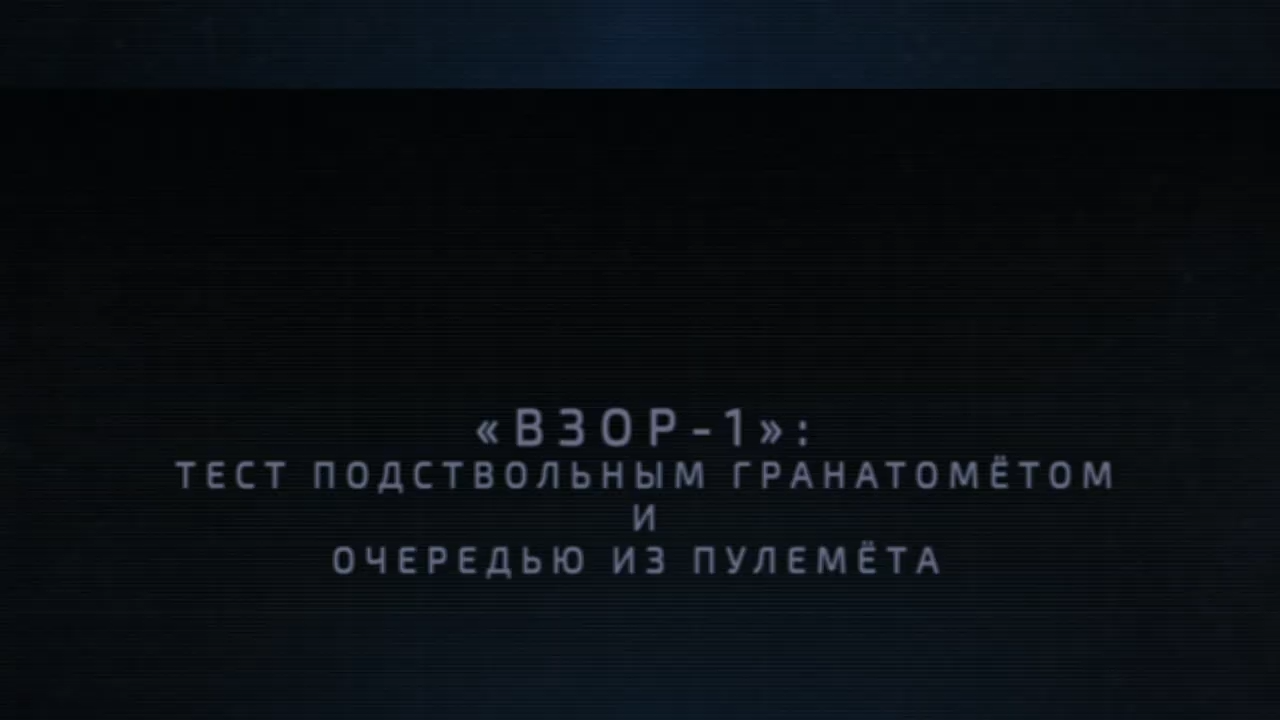 «ВЗОР-1»:
ТЕСТ ПОДСТВОЛЬНЫМ ГРАНАТОМЁТОМ
И
ОЧЕРЕДЬЮ ИЗ ПУЛЕМЁТА